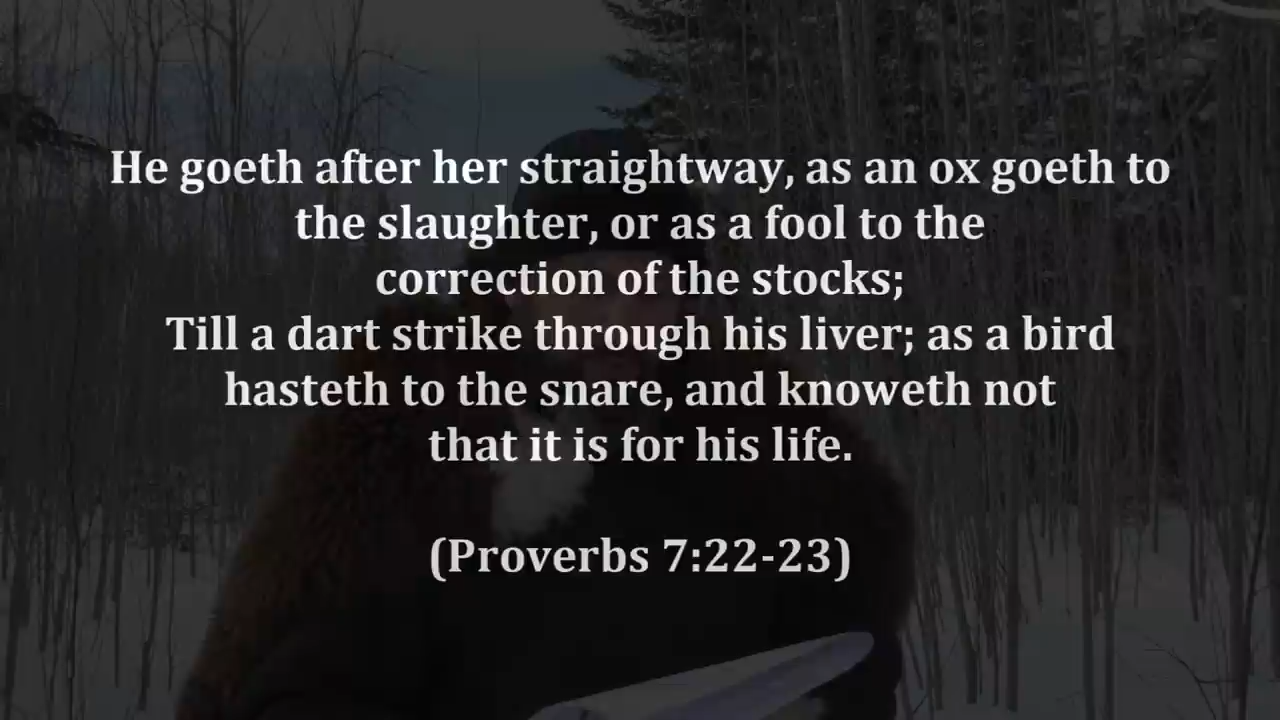 He goeth after her straightway, as an ox goeth to
the slaughter, or as a fool to the
correction of the stocks;
Till a dart strike through his liver; as a bird
hasteth to the snare, and knoweth not
that it is for his life.
(Proverbs 7:22-23)